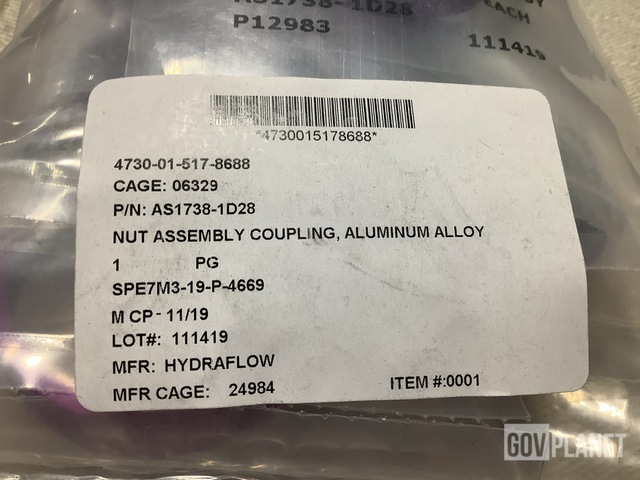 AS1738-1D28
EACH
P12983
111419
*4730015178688*
4730-01-517-8688
CAGE: 06329
P/N: AS1738-1D28
NUT ASSEMBLY COUPLING, ALUMINUM ALLOY
1 PG
SPE7M3-19-P-4669
M CP- 11/19
LOT#: 111419
MFR: HYDRAFLOW
MFR CAGE: 24984 ITEM #:0001
GOVPLANET